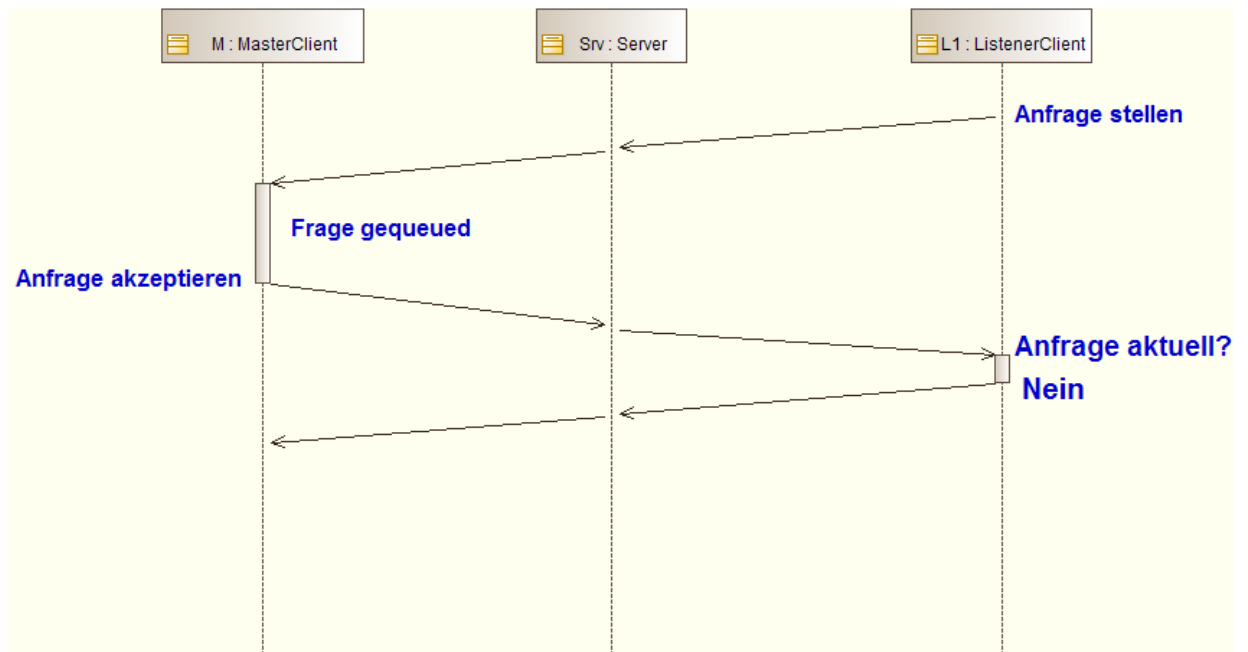 M : MasterClient
Srv : Server
L1 : ListenerClient
Anfrage stellen
Frage gequeued
Anfrage akzeptieren
Anfrage aktuell?
Nein